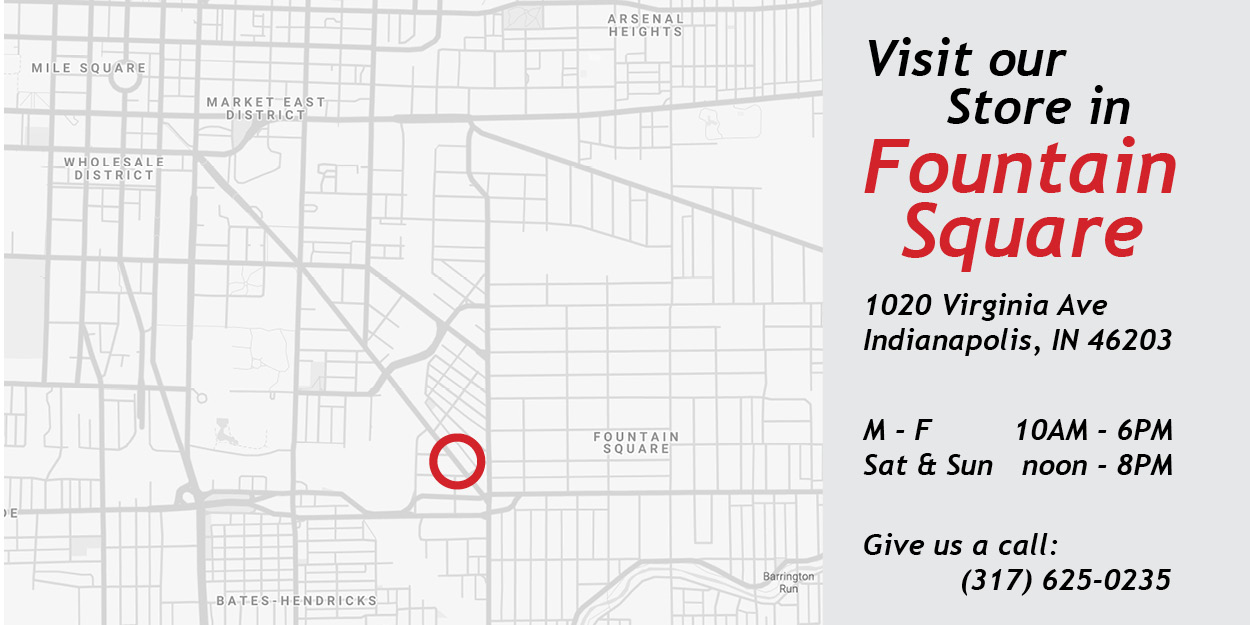 ARSENAL
HEIGHTS
MILE SQUARE
MARKET EAST
DISTRICT
WHOLESALE
DISTRICT
FOUNTAIN
SQUARE
DE
Barrington
Run
BATES-HENDRICKS
Visit our
Store in
Fountain
Square
1020 Virginia Ave
Indianapolis, IN 46203
M - F 10AM - 6PM
Sat & Sun noon - 8PM
Give us a call:
(317) 625-0235